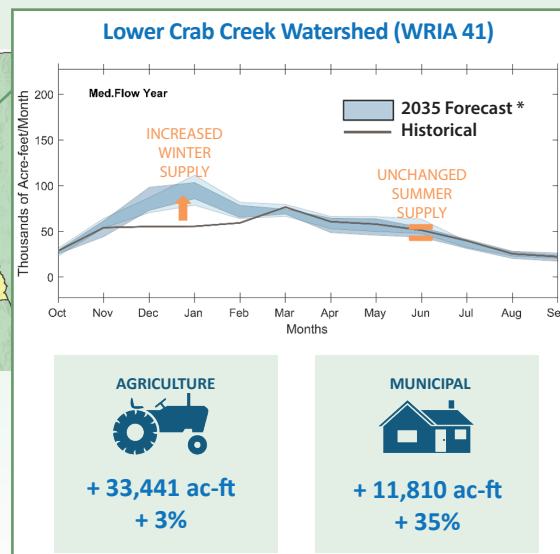 Lower Crab Creek Watershed (WRIA 41)
Thousands of Acre-feet/Month
200
150
100
50
0
Med.Flow Year
INCREASED
WINTER
SUPPLY
2035 Forecast *
Historical
UNCHANGED
SUMMER
SUPPLY
Oct Nov Dec Jan Feb Mar Apr May Jun Jul Aug Se
Months
AGRICULTURE
+ 33,441 ac-ft
+ 3%
MUNICIPAL
+ 11,810 ac-ft
+ 35%